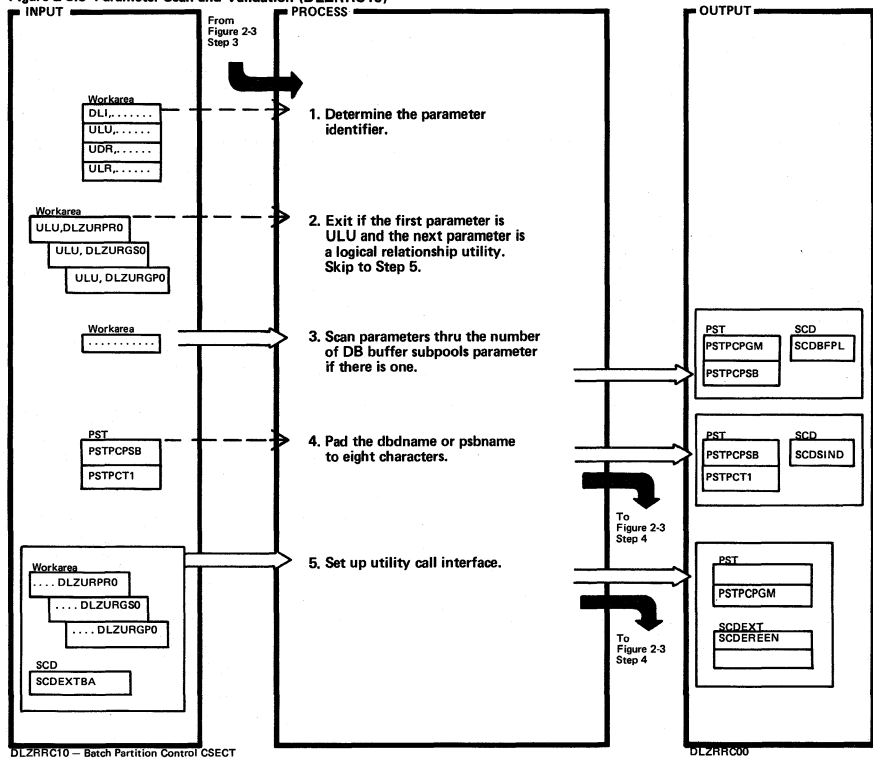 INPUT
From
Figure 2-3
Step 3
PROCESS
OUTPUT
Workarea
DLI,.......
ULU,......
UDR,......
ULR,......
1. Determine the parameter
identifier.
Workarea
ULU,DLZURPR0
ULU, DLZURGS0
ULU, DLZURGP0
2. Exit if the first parameter is
ULU and the next parameter is
a logical relationship utility.
Skip to Step 5.
Workarea
...........
3. Scan parameters thru the number
of DB buffer subpools parameter
if there is one.
PST
PSTPCPGM
PSTPCPSB
SCD
SCDBFPL
PST
PSTPCPSB
PSTPCT1
4. Pad the dbdname or psbname
to eight characters.
PST
PSTPCPSB
PSTPCT1
SCD
SCDSIND
To
Figure 2-3
Step 4
Workarea
.... DLZURPR0
.... DLZURGS0
.... DLZURGP0
SCD
SCDEXTBA
5. Set up utility call interface.
PST
PSTPCPGM
SCDEXT
SCDEREEN
To
Figure 2-3
Step 4
DLZRRC10 — Batch Partition Control CSECT
DLZRRC00